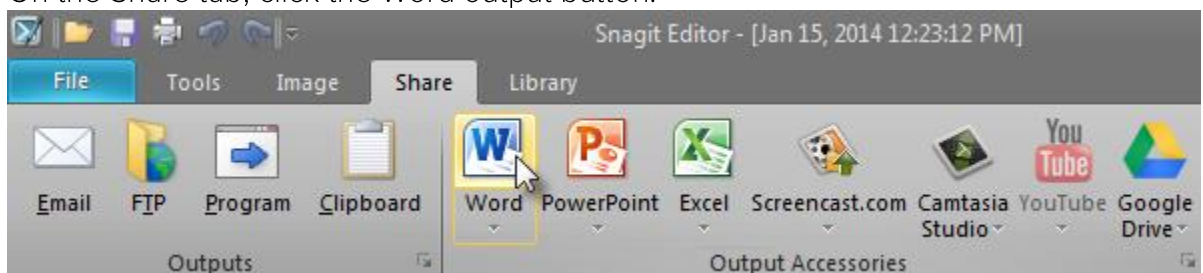 On the Share tab, click the Word output button.
Snagit Editor - [Jan 15, 2014 12:23:12 PM]
File Tools Image Share Library
You
Tube
Email FTP Program Clipboard Word PowerPoint Excel Screencast.com Camtasia Studio YouTube Google Drive
Outputs Output Accessories